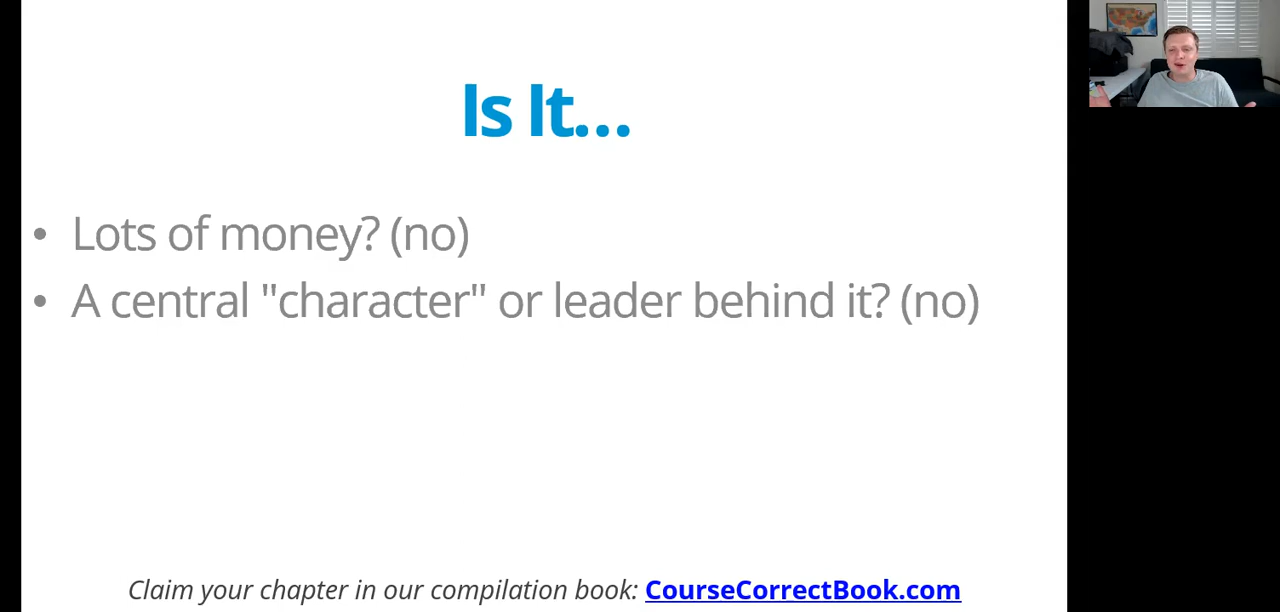 Is It...
• Lots of money? (no)
• A central "character" or leader behind it? (no)
Claim your chapter in our compilation book: CourseCorrectBook.com